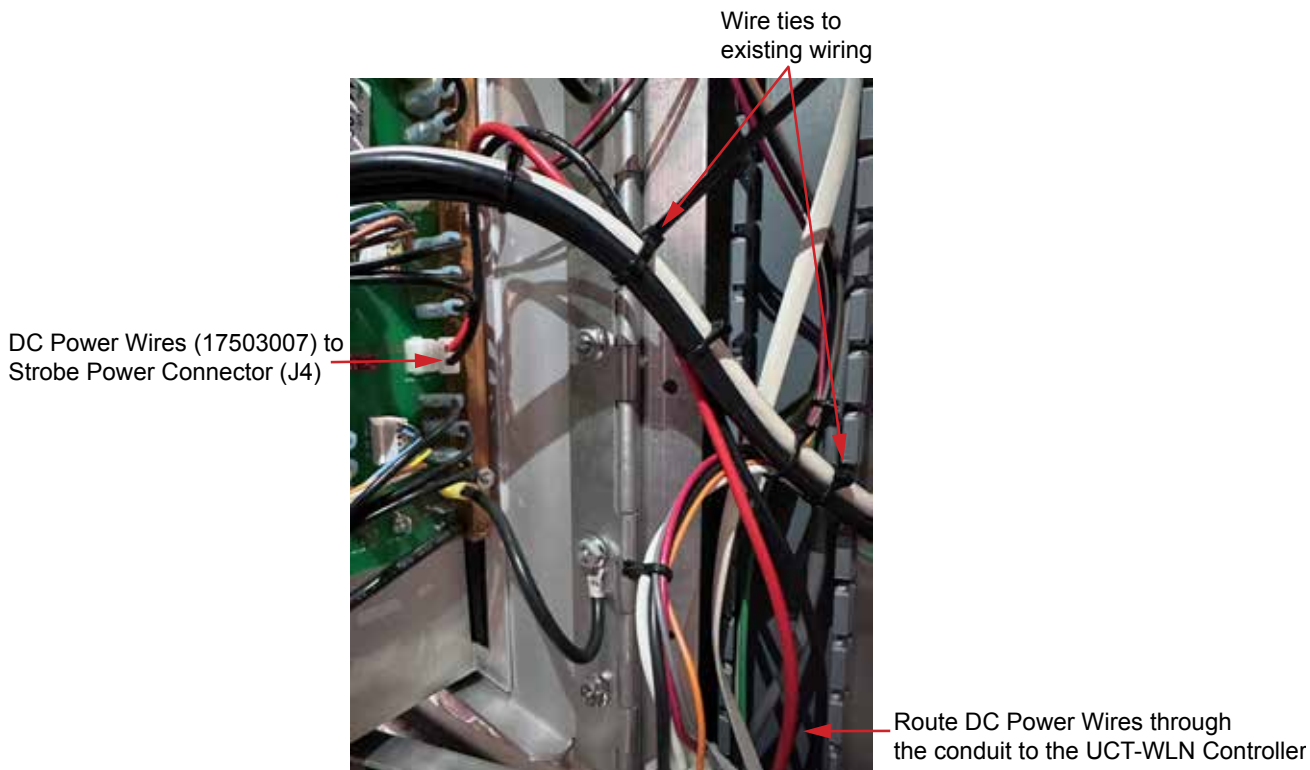 Wire ties to
existing wiring
DC Power Wires (17503007) to
Strobe Power Connector (J4)
Route DC Power Wires through
the conduit to the UCT-WLN Controller